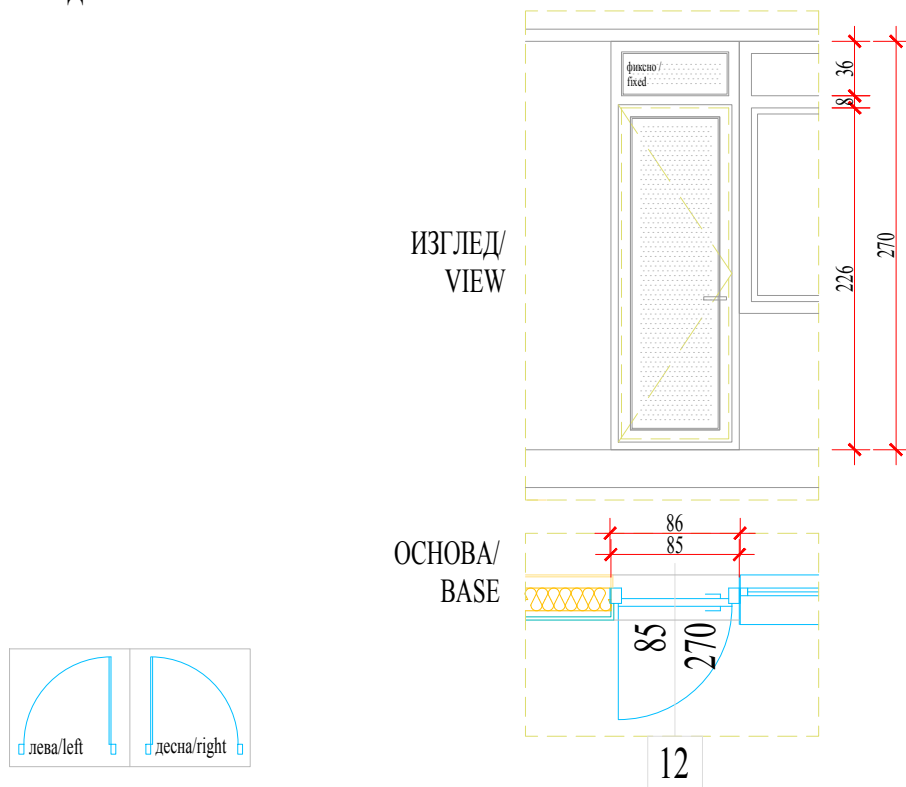 фиксно /
fixed
36
8
226
270
ИЗГЛЕД/
VIEW
86
85
ОСНОВА/
BASE
85
270
лева/left
десна/right
12